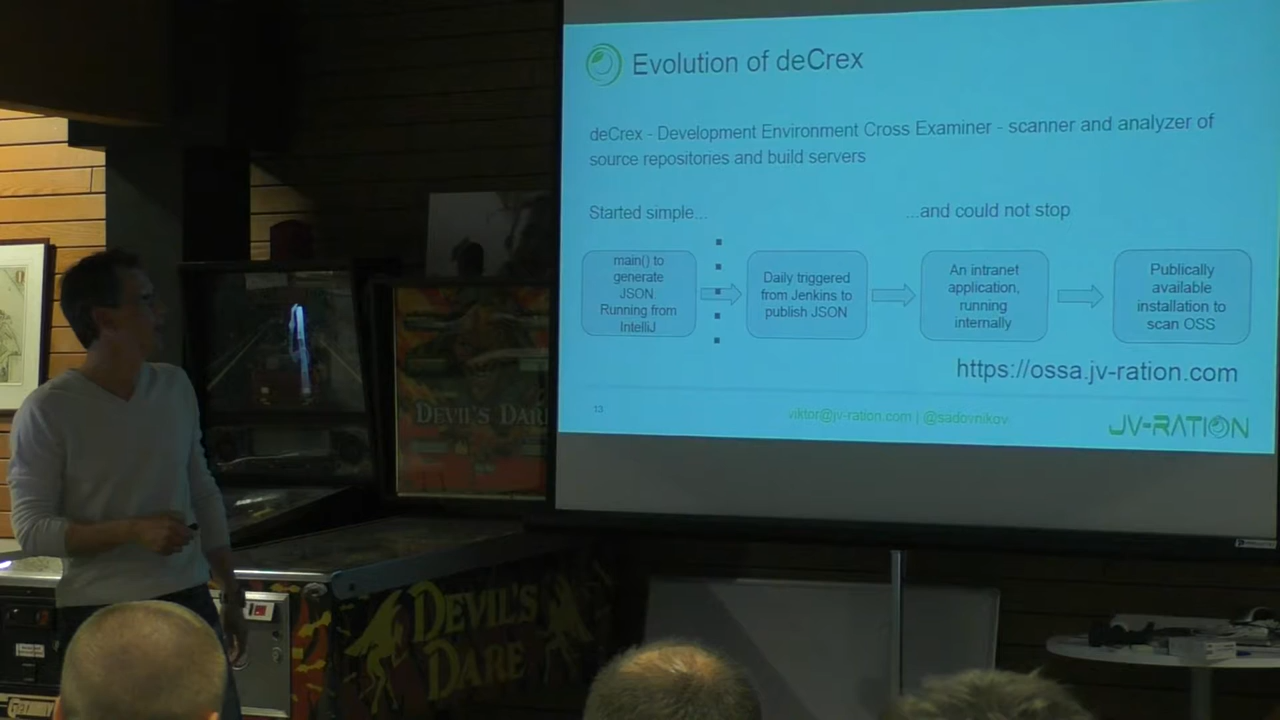 Evolution of deCrex
deCrex - Development Environment Cross Examiner - scanner and analyzer of
source repositories and build servers
Started simple...
...and could not stop
main() to
generate
JSON.
Running from
IntelliJ
Daily triggered
from Jenkins to
publish JSON
An intranet
application,
running
internally
Publically
available
installation to
scan OSS
https://ossa.jv-ration.com
13
viktor@jv-ration.com | @sadovnikov
JV-RATION
DEVIL'S DARE
DEVIL'S
DARE